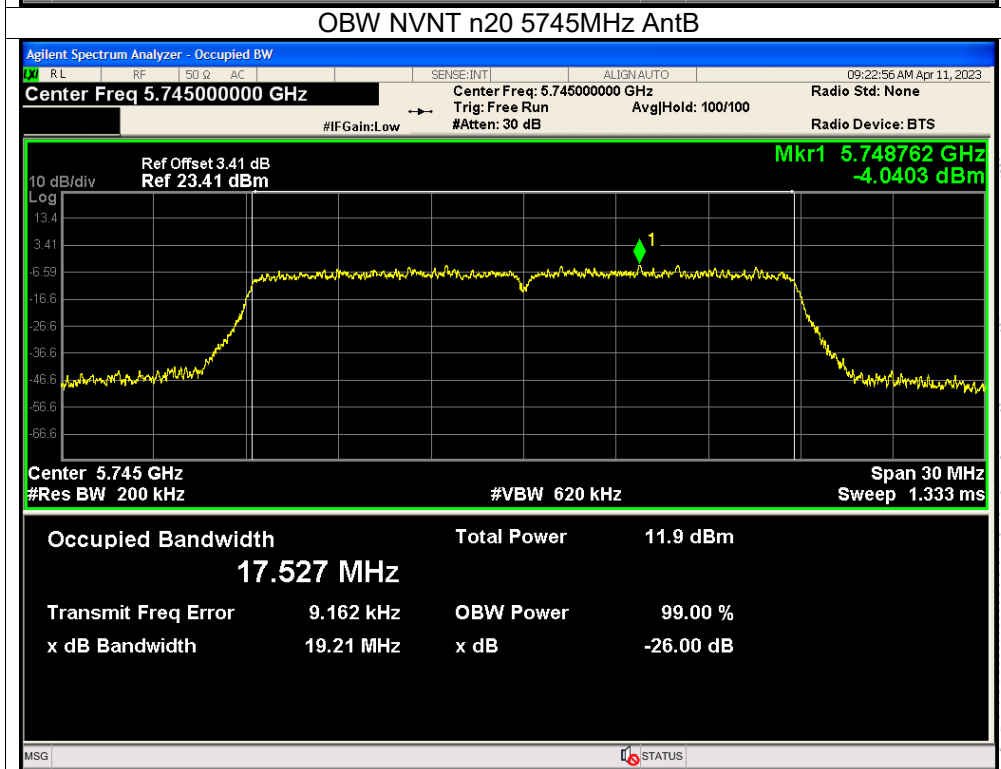 OBW NVNT n20 5745MHz AntB
Agilent Spectrum Analyzer - Occupied BW
LXI RL RF 50 Ω AC SENSE:INT ALIGN AUTO 09:22:56 AM Apr 11, 2023
Center Freq 5.745000000 GHz Center Freq: 5.745000000 GHz Radio Std: None
Trig: Free Run Avg|Hold: 100/100
#IFGain:Low #Atten: 30 dB Radio Device: BTS
Mkr1 5.748762 GHz
-4.0403 dBm
Ref Offset 3.41 dB
10 dB/div Ref 23.41 dBm
Log
13.4
3.41
-6.59
-16.6
-26.6
-36.6
-46.6
-56.6
-66.6
1
Center 5.745 GHz Span 30 MHz
#Res BW 200 kHz #VBW 620 kHz Sweep 1.333 ms
Occupied Bandwidth Total Power 11.9 dBm
17.527 MHz
Transmit Freq Error 9.162 kHz OBW Power 99.00 %
x dB Bandwidth 19.21 MHz x dB -26.00 dB
MSG STATUS